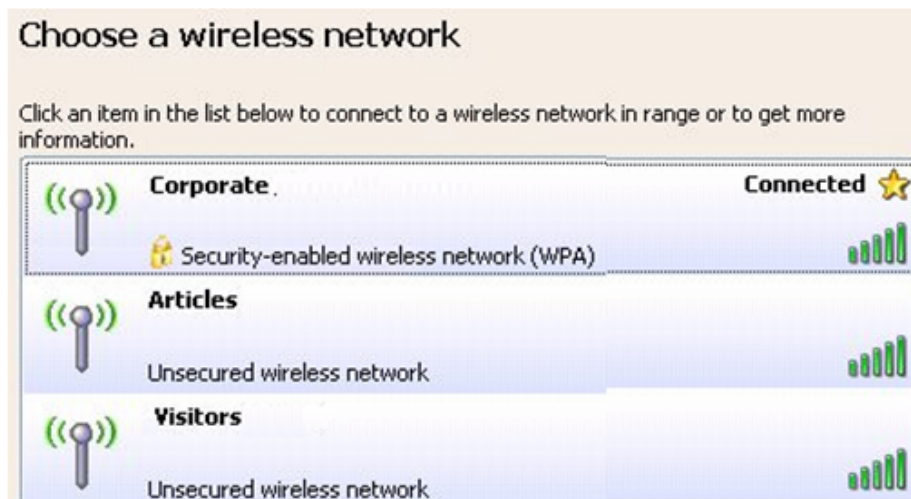 Choose a wireless network
Click an item in the list below to connect to a wireless network in range or to get more
information.
Corporate
Connected
Security-enabled wireless network (WPA)
Articles
Unsecured wireless network
Visitors
Unsecured wireless network